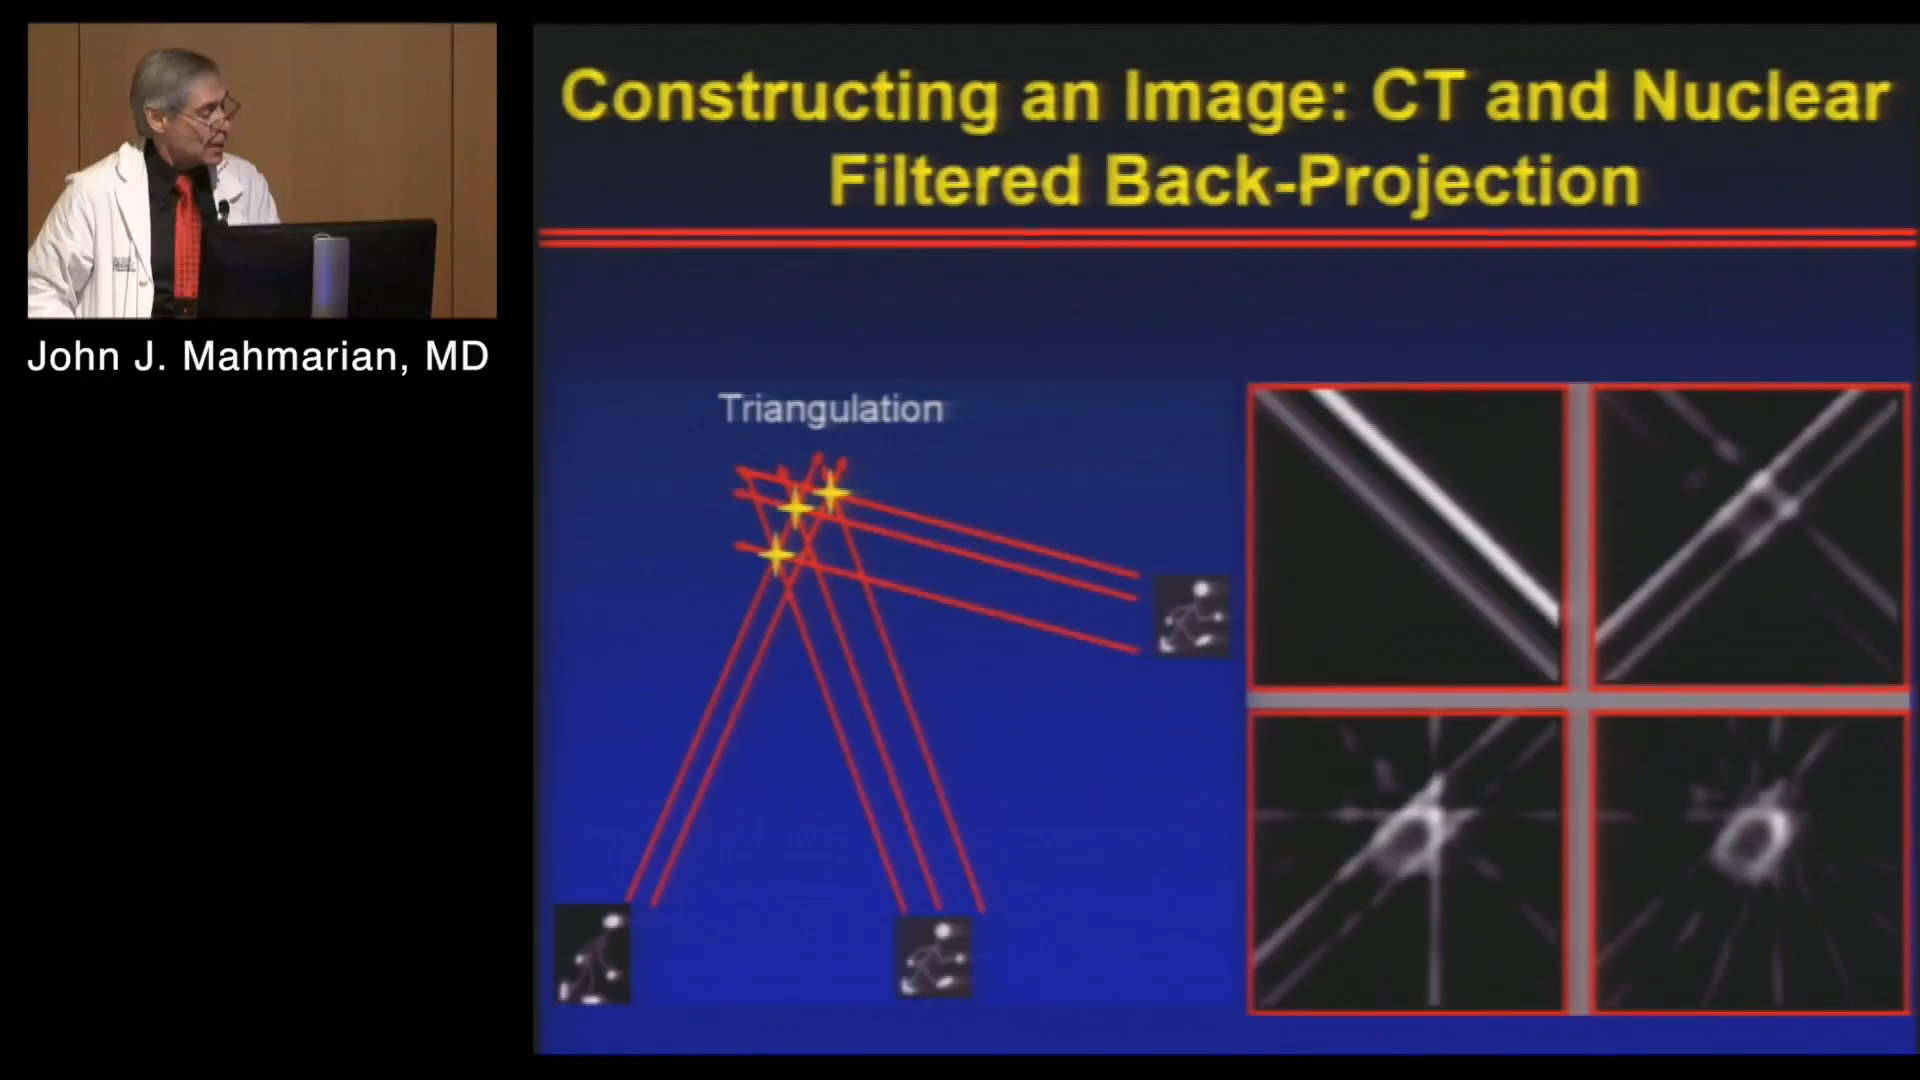 Constructing an Image: CT and Nuclear
Filtered Back-Projection
John J. Mahmarian, MD
Triangulation